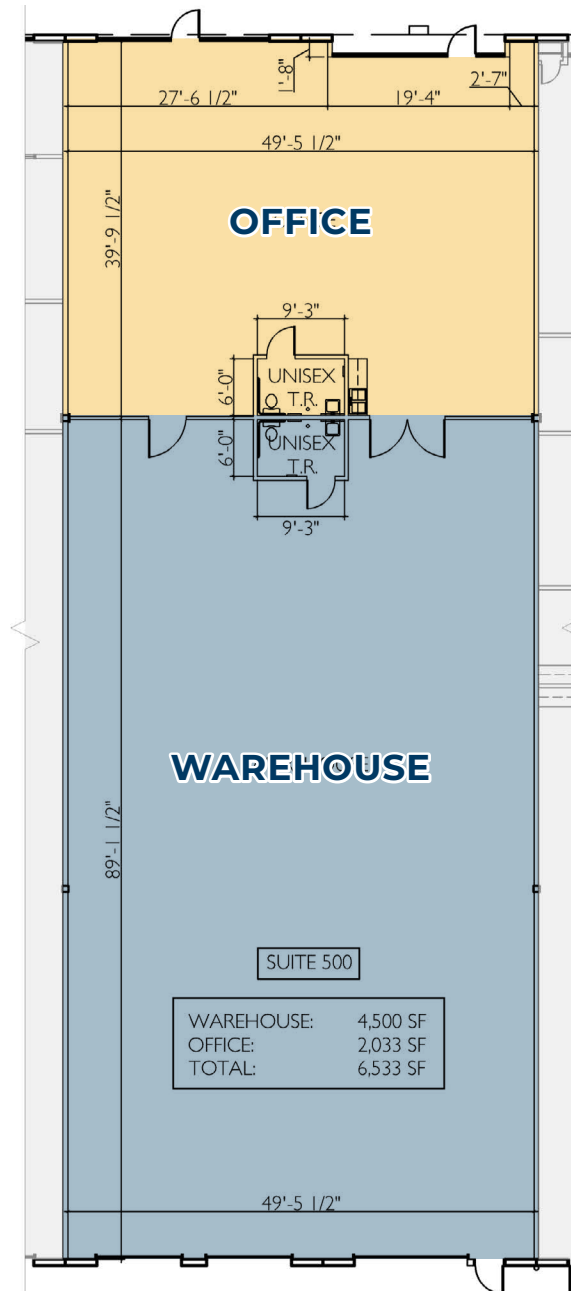 1'-8"
27'-6 1/2"
19'-4"
2'-7"
49'-5 1/2"
39'-9 1/2"
OFFICE
9'-3"
6'-0"
UNISEX
T.R.
6'-0"
UNISEX
T.R.
9'-3"
WAREHOUSE
89'-1 1/2"
SUITE 500
WAREHOUSE: 4,500 SF
OFFICE: 2,033 SF
TOTAL: 6,533 SF
49'-5 1/2"